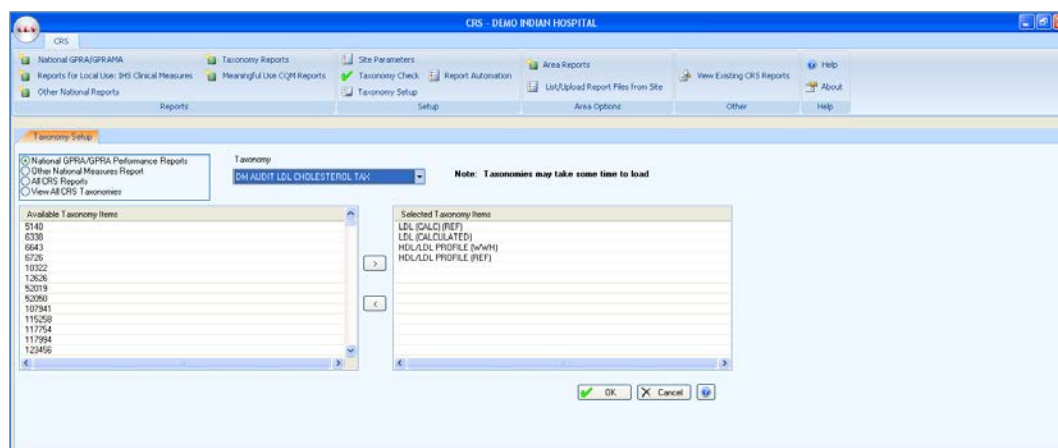 CRS - DEMO INDIAN HOSPITAL
CRS
National GPRA/GPRAMA
Reports for Local Use: IHS Clinical Measures
Other National Reports
Taxonomy Reports
Meaningful Use CQM Reports
Reports
Site Parameters
Taxonomy Check
Report Automation
Taxonomy Setup
Setup
Area Reports
List/Upload Report Files from Site
Area Options
View Existing CRS Reports
Other
Help
About
Help
Taxonomy Setup
National GPRA/GPRA Performance Reports
Other National Measures Report
All CRS Reports
View All CRS Taxonomies
Taxonomy
DM AUDIT LDL CHOLESTEROL TAX
Note: Taxonomies may take some time to load
Available Taxonomy Items
5140
6338
6643
6726
10322
12626
52019
52050
107941
115258
117754
117994
123456
>
<
Selected Taxonomy Items
LDL (CALC) (REF)
LDL (CALCULATED)
HDL/LDL PROFILE (WWH)
HDL/LDL PROFILE (REF)
OK
Cancel